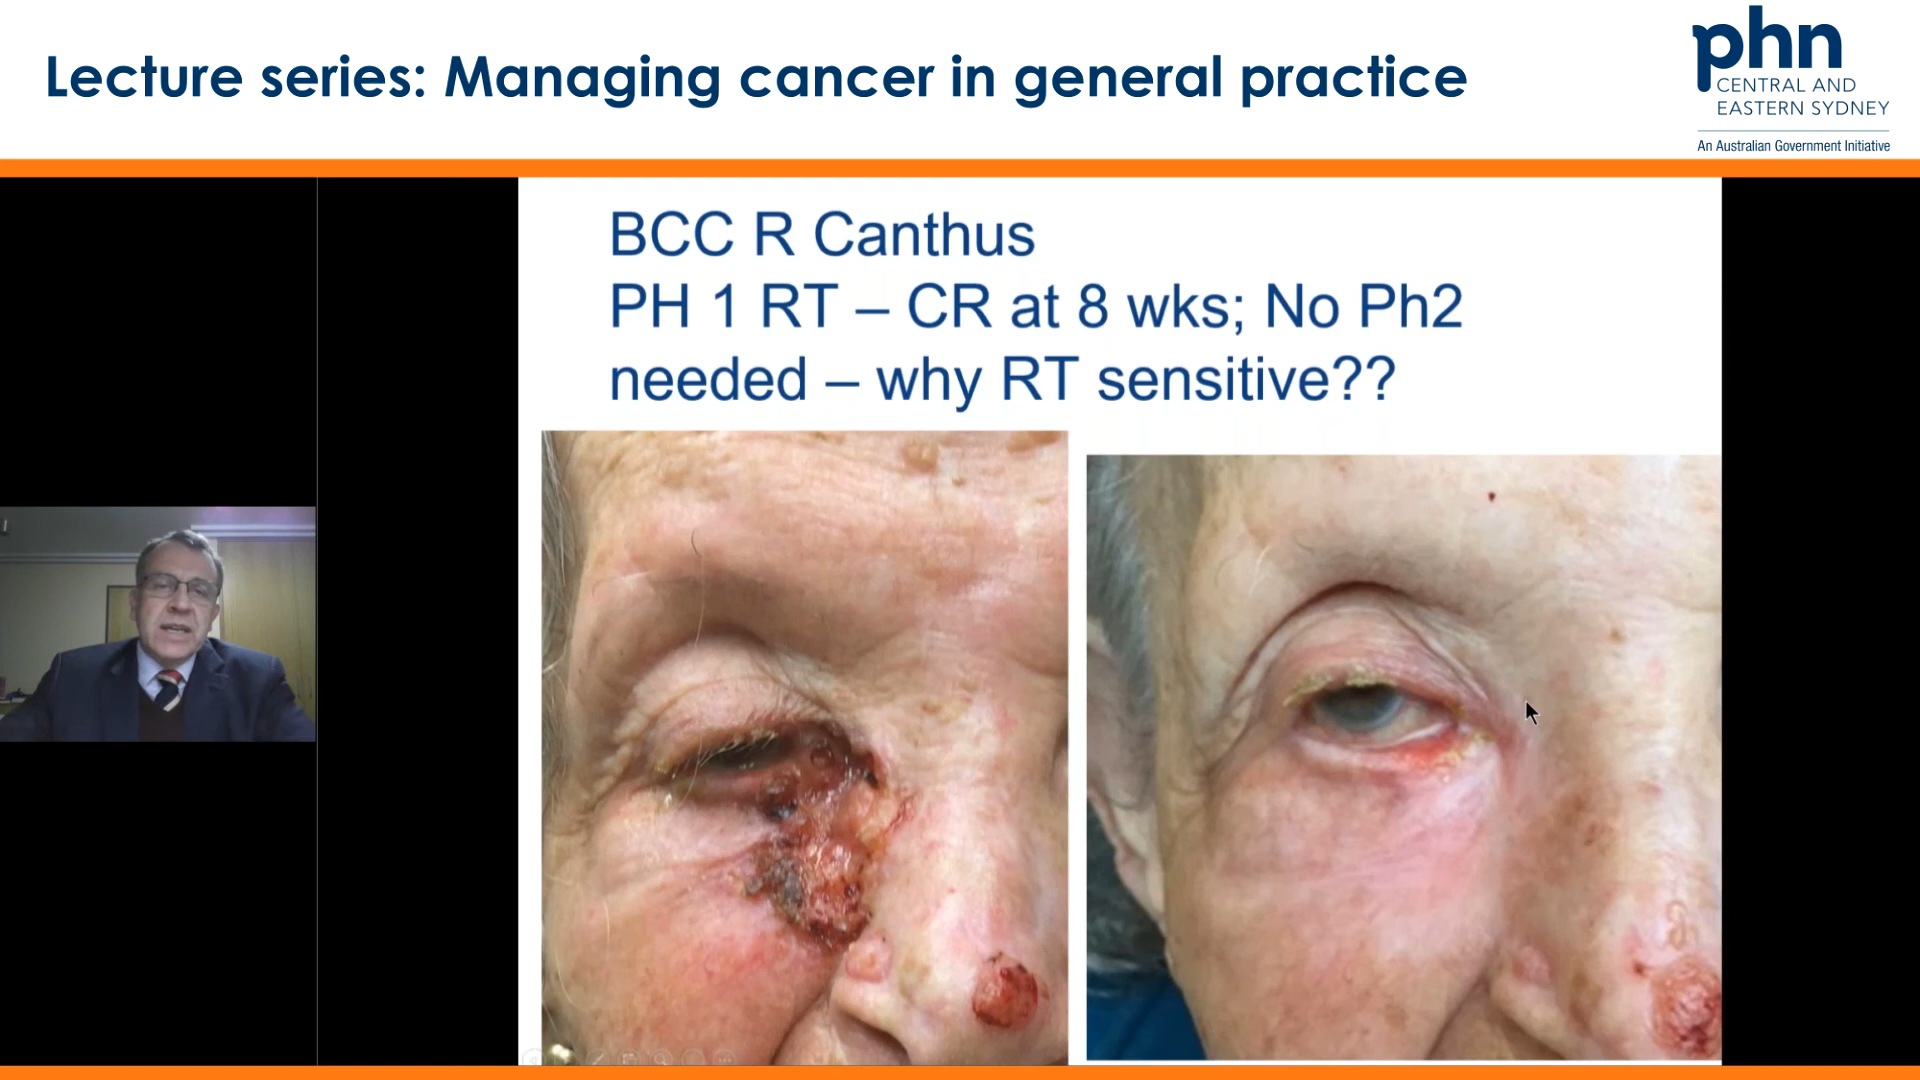 Lecture series: Managing cancer in general practice
phn
CENTRAL AND
EASTERN SYDNEY
An Australian Government Initiative
BCC R Canthus
PH 1 RT – CR at 8 wks; No Ph2
needed – why RT sensitive??